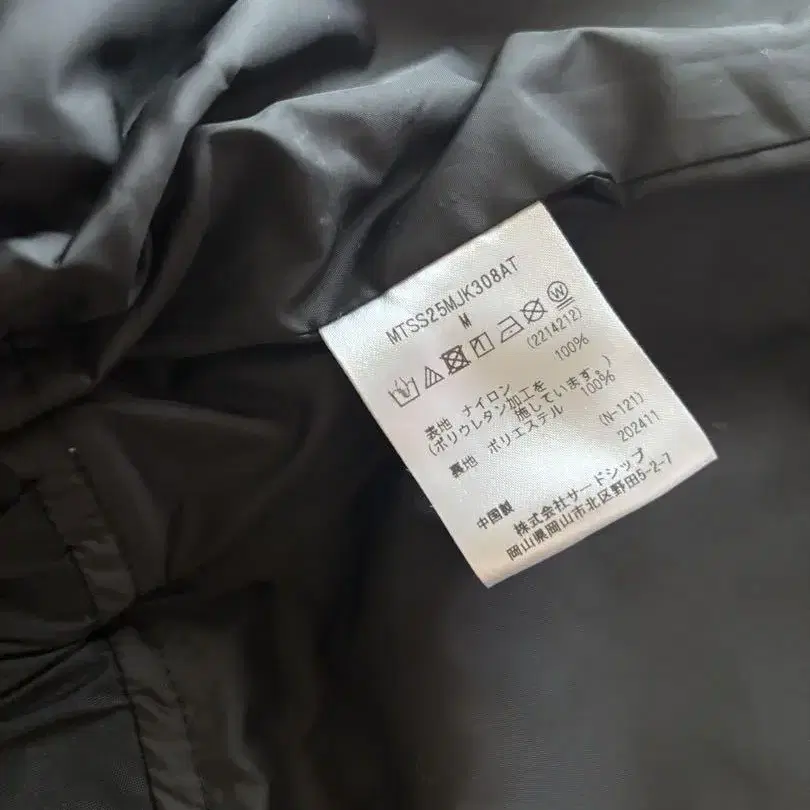 MTSS25MJK308AT
M
(2214212)
表地 ナイロン 100%
(ポリウレタン加工を
施しています。)
裏地 ポリエステル 100%
(N-121)
202411
中国製
株式会社サードシップ
岡山県岡山市北区野田5-2-7